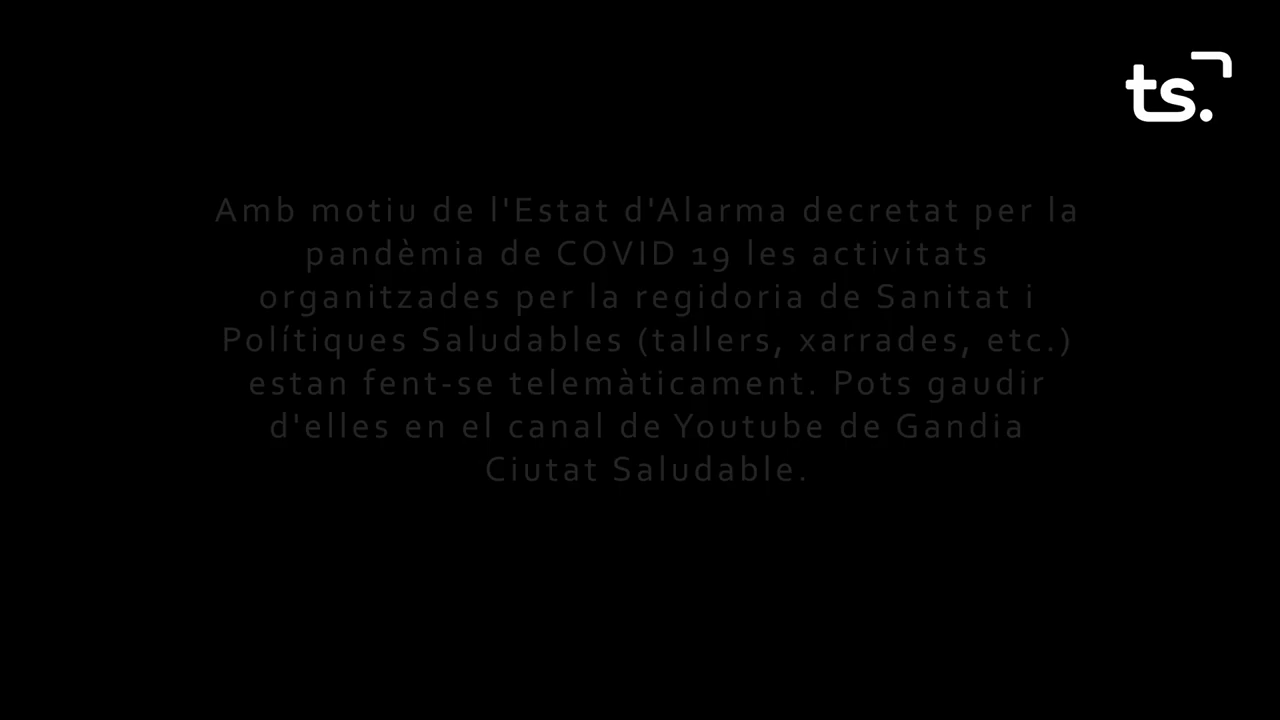 ts.
Amb motiu de l'Estat d'Alarma decretat per la
pandèmia de COVID 19 les activitats
organitzades per la regidoria de Sanitat i
Polítiques Saludables (tallers, xarrades, etc.)
estan fent-se telemàticament. Pots gaudir
d'elles en el canal de Youtube de Gandia
Ciutat Saludable.